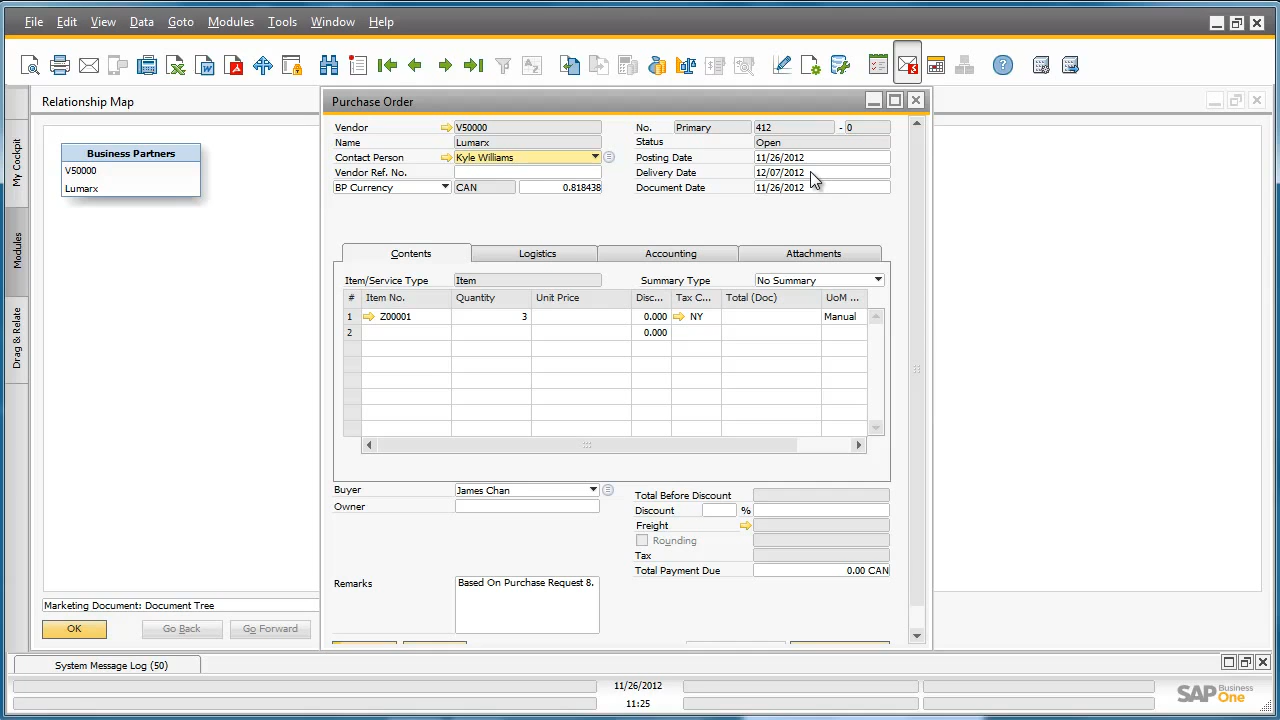 File Edit View Data Goto Modules Tools Window Help
Relationship Map
Purchase Order
My Cockpit
Modules
Drag & Relate
Business Partners
V50000
Lumarx
Vendor V50000 No. Primary 412 - 0
Name Lumarx Status Open
Contact Person Kyle Williams Posting Date 11/26/2012
Vendor Ref. No. Delivery Date 12/07/2012
BP Currency CAN 0.818438 Document Date 11/26/2012
Contents Logistics Accounting Attachments
Item/Service Type Item Summary Type No Summary
# Item No. Quantity Unit Price Disc... Tax C... Total (Doc) UoM ...
1 Z00001 3 0.000 NY Manual
2 0.000
Buyer James Chan Total Before Discount
Owner Discount %
Freight
Rounding
Tax
Total Payment Due 0.00 CAN
Remarks Based On Purchase Request 8.
Marketing Document: Document Tree
OK Go Back Go Forward
System Message Log (50)
11/26/2012
11:25
SAP Business One